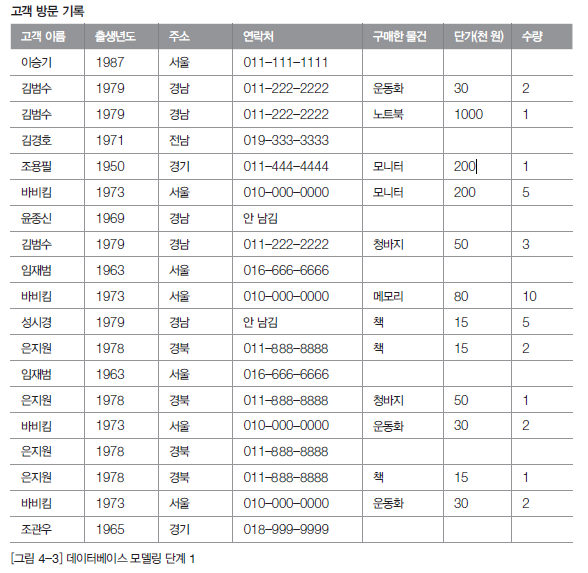 고객 방문 기록
고객 이름 출생년도 주소 연락처 구매한 물건 단가(천 원) 수량
이승기 1987 서울 011-111-1111
김범수 1979 경남 011-222-2222 운동화 30 2
김범수 1979 경남 011-222-2222 노트북 1000 1
김경호 1971 전남 019-333-3333
조용필 1950 경기 011-444-4444 모니터 200 1
바비킴 1973 서울 010-000-0000 모니터 200 5
윤종신 1969 경남 안 남김
김범수 1979 경남 011-222-2222 청바지 50 3
임재범 1963 서울 016-666-6666
바비킴 1973 서울 010-000-0000 메모리 80 10
성시경 1979 경남 안 남김 책 15 5
은지원 1978 경북 011-888-8888 책 15 2
임재범 1963 서울 016-666-6666
은지원 1978 경북 011-888-8888 청바지 50 1
바비킴 1973 서울 010-000-0000 운동화 30 2
은지원 1978 경북 011-888-8888
은지원 1978 경북 011-888-8888 책 15 1
바비킴 1973 서울 010-000-0000 운동화 30 2
조관우 1965 경기 018-999-9999
[그림 4-3] 데이터베이스 모델링 단계 1